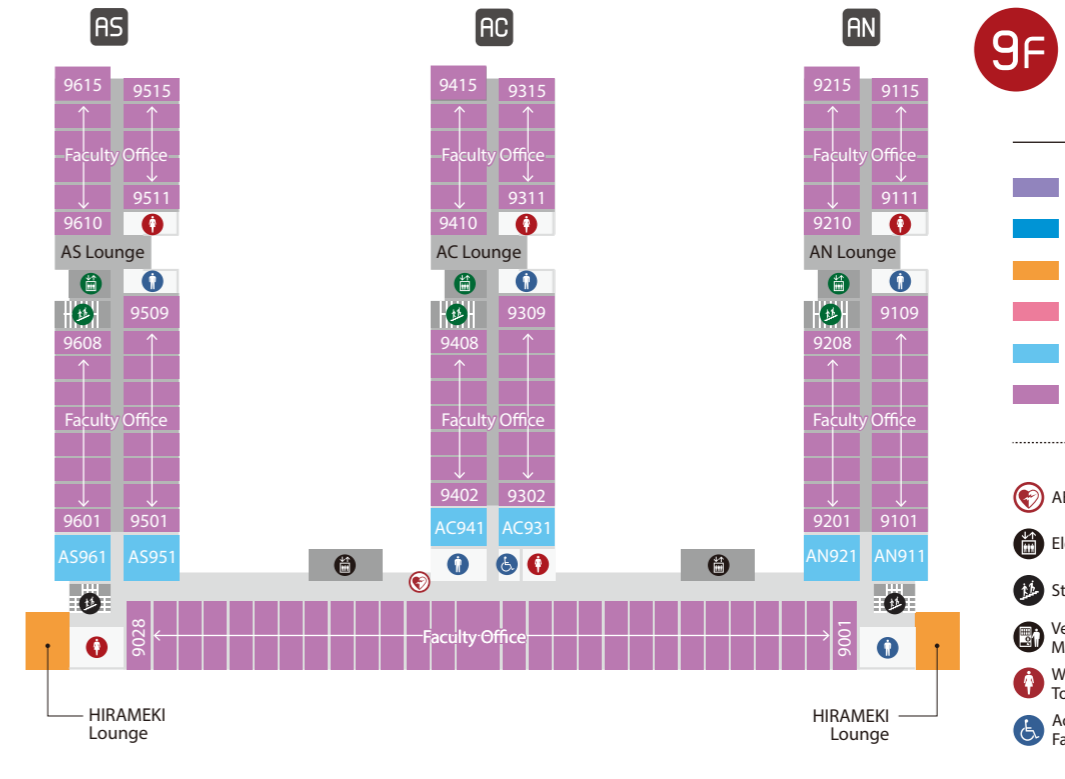 AS
AC
AN
9F
9615
9515
9415
9315
9215
9115
Faculty Office
Faculty Office
Faculty Office
9511
9311
9111
9610
9410
9210
AS Lounge
AC Lounge
AN Lounge
9509
9309
9109
9608
9408
9208
Faculty Office
Faculty Office
Faculty Office
9402
9302
9601
9501
9201
9101
AC941
AC931
AS961
AS951
AN921
AN911
9028
Faculty Office
9001
HIRAMEKI
Lounge
HIRAMEKI
Lounge